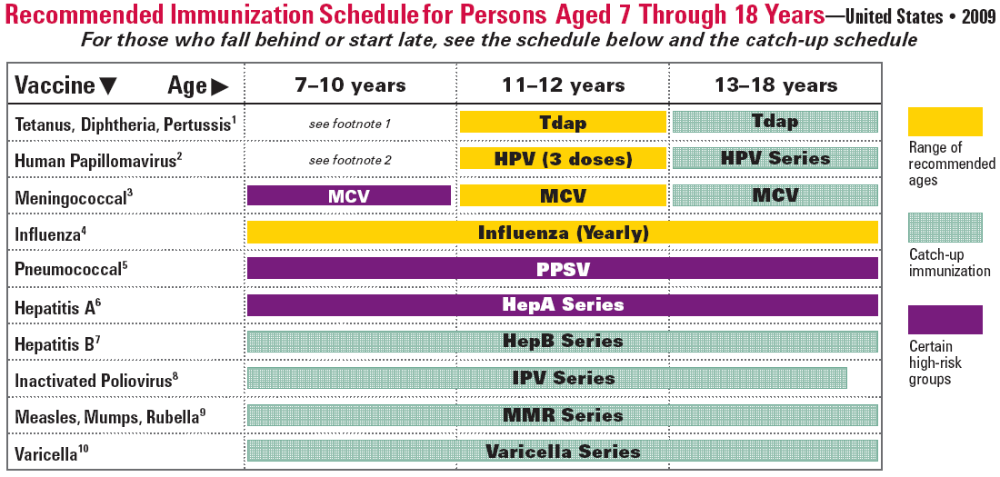 Recommended Immunization Schedule for Persons Aged 7 Through 18 Years—United States • 2009
For those who fall behind or start late, see the schedule below and the catch-up schedule
Vaccine ▼ Age ► 7–10 years 11–12 years 13–18 years
Tetanus, Diphtheria, Pertussis¹ see footnote 1 Tdap Tdap
Human Papillomavirus² see footnote 2 HPV (3 doses) HPV Series
Meningococcal³ MCV MCV MCV
Influenza⁴ Influenza (Yearly)
Pneumococcal⁵ PPSV
Hepatitis A⁶ HepA Series
Hepatitis B⁷ HepB Series
Inactivated Poliovirus⁸ IPV Series
Measles, Mumps, Rubella⁹ MMR Series
Varicella¹⁰ Varicella Series
Range of
recommended
ages
Catch-up
immunization
Certain
high-risk
groups